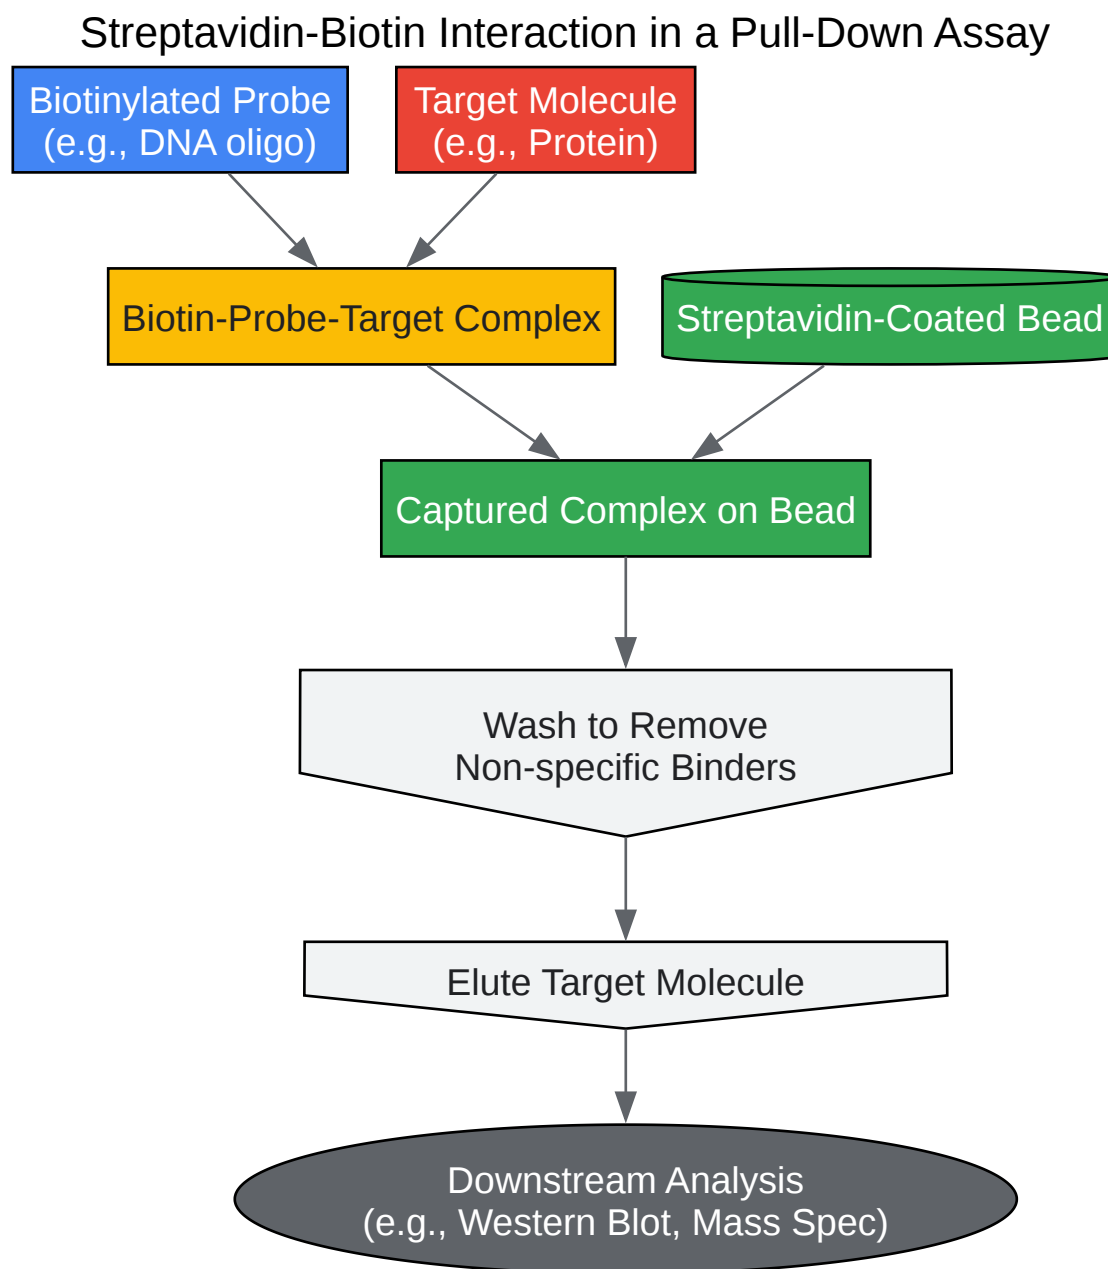 Streptavidin-Biotin Interaction in a Pull-Down Assay
Biotinylated Probe
(e.g., DNA oligo)
Target Molecule
(e.g., Protein)
Biotin-Probe-Target Complex
Streptavidin-Coated Bead
Captured Complex on Bead
Wash to Remove
Non-specific Binders
Elute Target Molecule
Downstream Analysis
(e.g., Western Blot, Mass Spec)